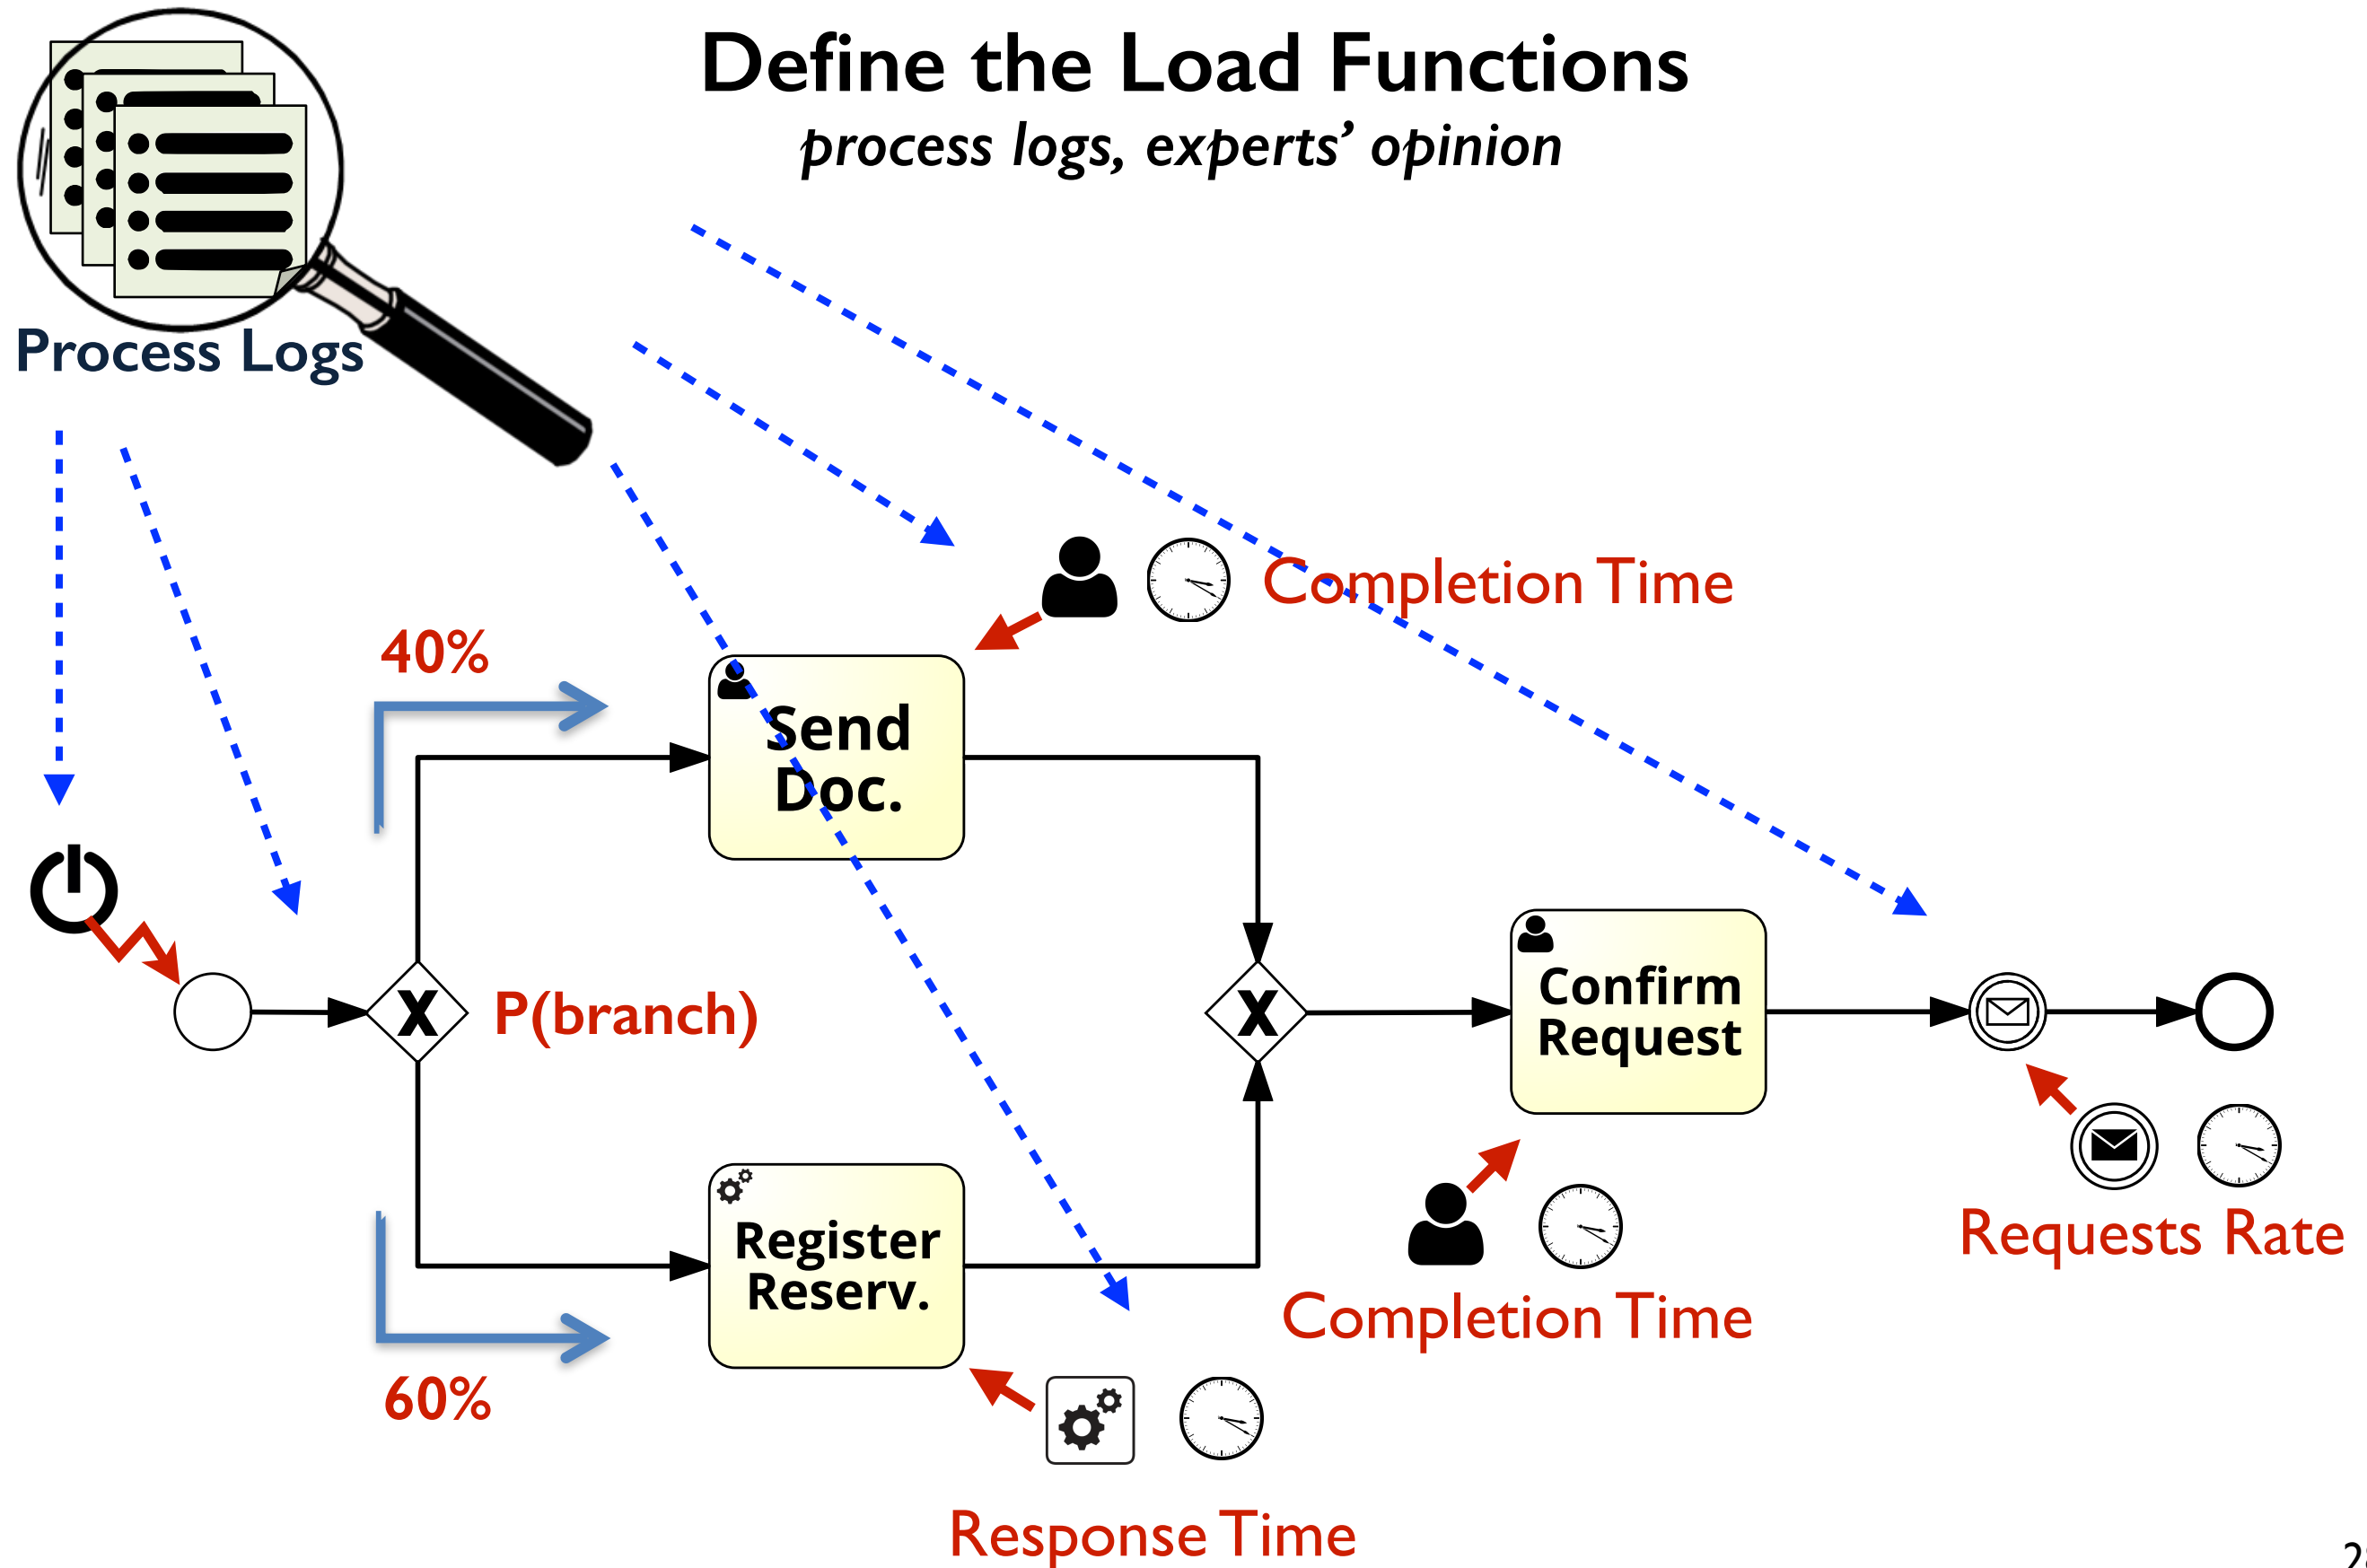 Define the Load Functions
process logs, experts’ opinion
Process Logs
Completion Time
40%
Send
Doc.
X
P(branch)
X
Confirm
Request
Register
Reserv.
Requests Rate
Completion Time
60%
Response Time